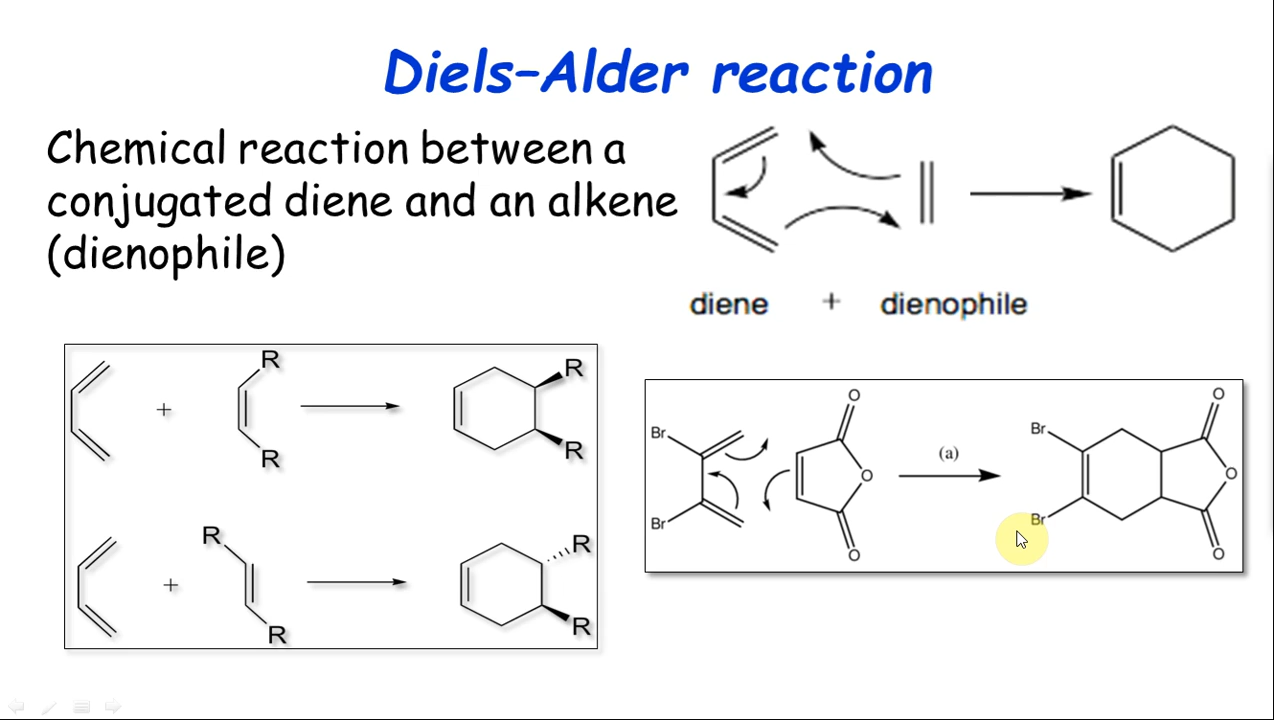 Diels–Alder reaction
Chemical reaction between a
conjugated diene and an alkene
(dienophile)
diene + dienophile
R
+
R
R
R
R
+
R
R
R
Br
Br
O
O
O
(a)
Br
Br
O
O
O